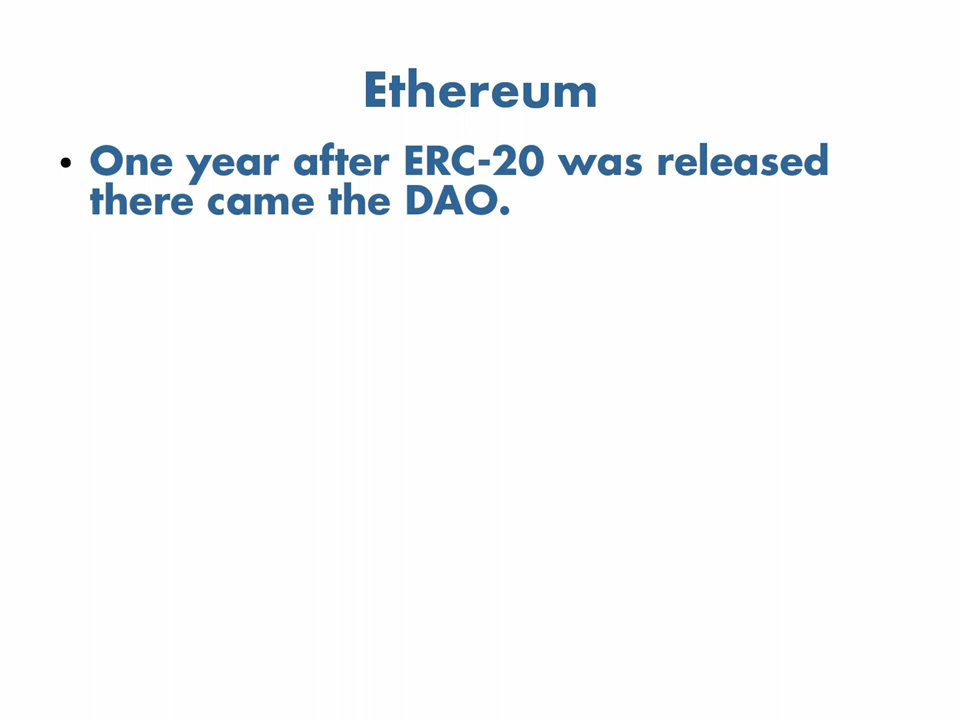 Ethereum
• One year after ERC-20 was released
there came the DAO.